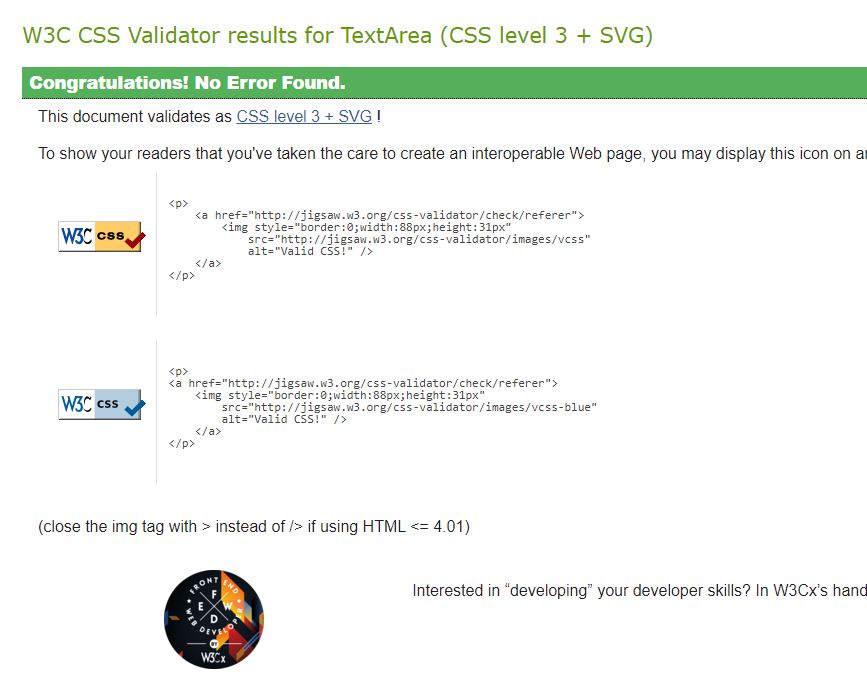 W3C CSS Validator results for TextArea (CSS level 3 + SVG)
Congratulations! No Error Found.
This document validates as CSS level 3 + SVG !
To show your readers that you've taken the care to create an interoperable Web page, you may display this icon on
W3C css
<p>
<a href="http://jigsaw.w3.org/css-validator/check/referer">
<img style="border:0;width:88px;height:31px"
src="http://jigsaw.w3.org/css-validator/images/vcss"
alt="Valid CSS!" />
</a>
</p>
W3C css
<p>
<a href="http://jigsaw.w3.org/css-validator/check/referer">
<img style="border:0;width:88px;height:31px"
src="http://jigsaw.w3.org/css-validator/images/vcss-blue"
alt="Valid CSS!" />
</a>
</p>
(close the img tag with > instead of /> if using HTML <= 4.01)
FRONT END
WEB DEVELOPER
F
E W
D
BY
W3Cx
Interested in “developing” your developer skills? In W3Cx’s hand